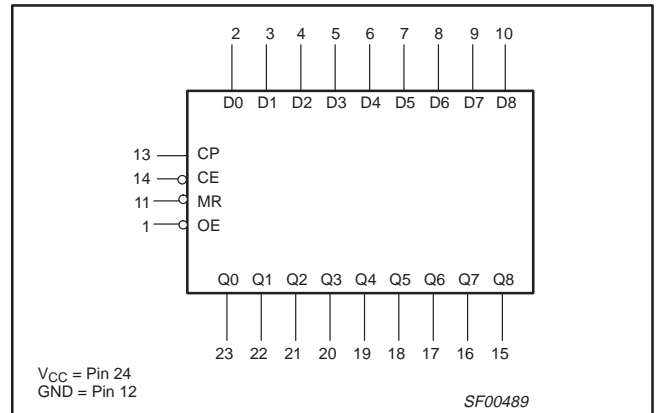 2 3 4 5 6 7 8 9 10
D0 D1 D2 D3 D4 D5 D6 D7 D8
13 CP
14 CE
11 MR
1 OE
Q0 Q1 Q2 Q3 Q4 Q5 Q6 Q7 Q8
23 22 21 20 19 18 17 16 15
VCC = Pin 24
GND = Pin 12
SF00489